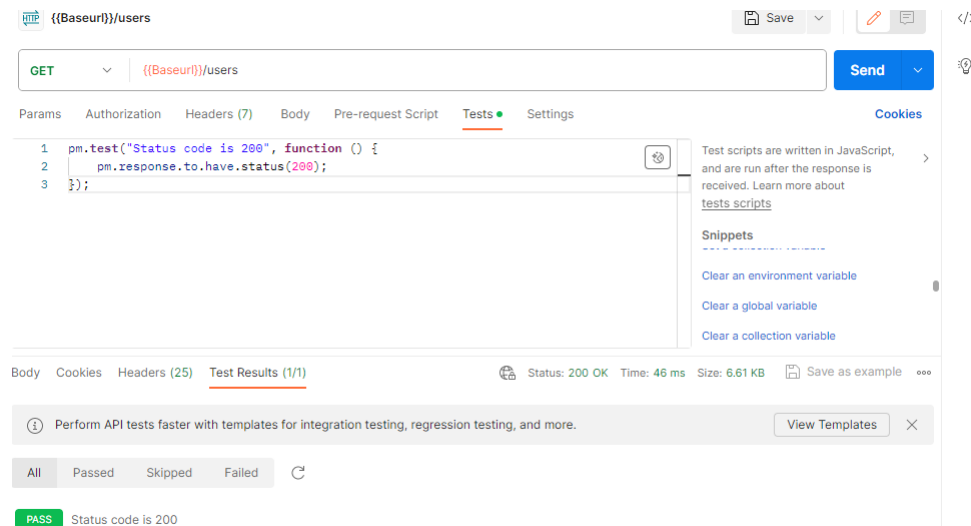 HTTP {{Baseurl}}/users
Save
GET
{{Baseurl}}/users
Send
Params Authorization Headers (7) Body Pre-request Script Tests Settings Cookies
1 pm.test("Status code is 200", function () {
2 pm.response.to.have.status(200);
3 });
Test scripts are written in JavaScript,
and are run after the response is
received. Learn more about
tests scripts
Snippets
Clear an environment variable
Clear a global variable
Clear a collection variable
Body Cookies Headers (25) Test Results (1/1)
Status: 200 OK Time: 46 ms Size: 6.61 KB Save as example
Perform API tests faster with templates for integration testing, regression testing, and more.
View Templates
All Passed Skipped Failed
PASS Status code is 200